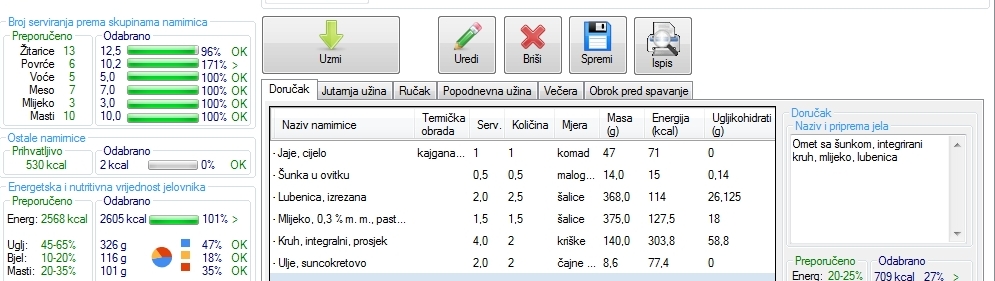 Broj serviranja prema skupinama namirnica
Preporučeno Odabrano
Žitarice 13 12,5 96% OK
Povrće 6 10,2 171% >
Voće 5 5,0 100% OK
Meso 7 7,0 100% OK
Mlijeko 3 3,0 100% OK
Masti 10 10,0 100% OK
Ostale namirnice
Prihvatljivo Odabrano
530 kcal 2 kcal 0% OK
Energetska i nutritivna vrijednost jelovnika
Preporučeno Odabrano
Energ: 2568 kcal 2605 kcal 101% >
Uglj: 45-65% 326 g 47% OK
Bjel: 10-20% 116 g 18% OK
Masti: 20-35% 101 g 35% OK
Uzmi Uredi Briši Spremi Ispis
Doručak Jutarnja užina Ručak Popodnevna užina Večera Obrok pred spavanje
Naziv namirnice Termička obrada Serv. Količina Mjera Masa (g) Energija (kcal) Ugljikohidrati (g)
· Jaje, cijelo kajgana... 1 1 komad 47 71 0
· Šunka u ovitku 0,5 0,5 malog... 14,0 15 0,14
· Lubenica, izrezana 2,0 2,5 šalice 368,0 114 26,125
· Mlijeko, 0,3 % m. m., past... 1,5 1,5 šalice 375,0 127,5 18
· Kruh, integralni, prosjek 4,0 2 kriške 140,0 303,8 58,8
· Ulje, suncokretovo 2,0 2 čajne ... 8,6 77,4 0
Doručak
Naziv i priprema jela
Omet sa šunkom, integrirani
kruh, mlijeko, lubenica
Preporučeno Odabrano
Energ: 20-25% 709 kcal 27% >